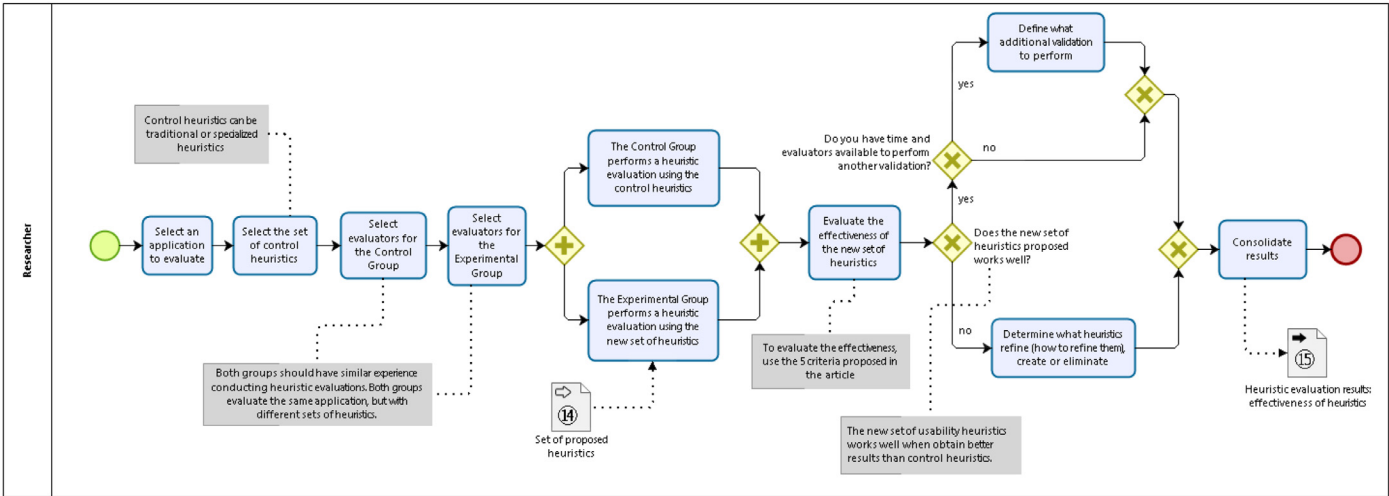 Researcher
Control heuristics can be
traditional or specialized
heuristics
Select an
application
to evaluate
Select the set
of control
heuristics
Select
evaluators for
the Control
Group
Select
evaluators for
the
Experimental
Group
Both groups should have similar experience
conducting heuristic evaluations. Both groups
evaluate the same application, but with
different sets of heuristics.
The Control Group
performs a heuristic
evaluation using the
control heuristics
The Experimental Group
performs a heuristic
evaluation using the
new set of heuristics
14
Set of proposed
heuristics
Evaluate the
effectiveness of
the new set of
heuristics
To evaluate the effectiveness,
use the 5 criteria proposed in
the article
Does the new set of
heuristics proposed
works well?
The new set of usability heuristics
works well when obtain better
results than control heuristics.
yes
Do you have time and
evaluators available to perform
another validation?
yes
no
Define what
additional validation
to perform
no
Determine what heuristics
refine (how to refine them),
create or eliminate
Consolidate
results
15
Heuristic evaluation results:
effectiveness of heuristics